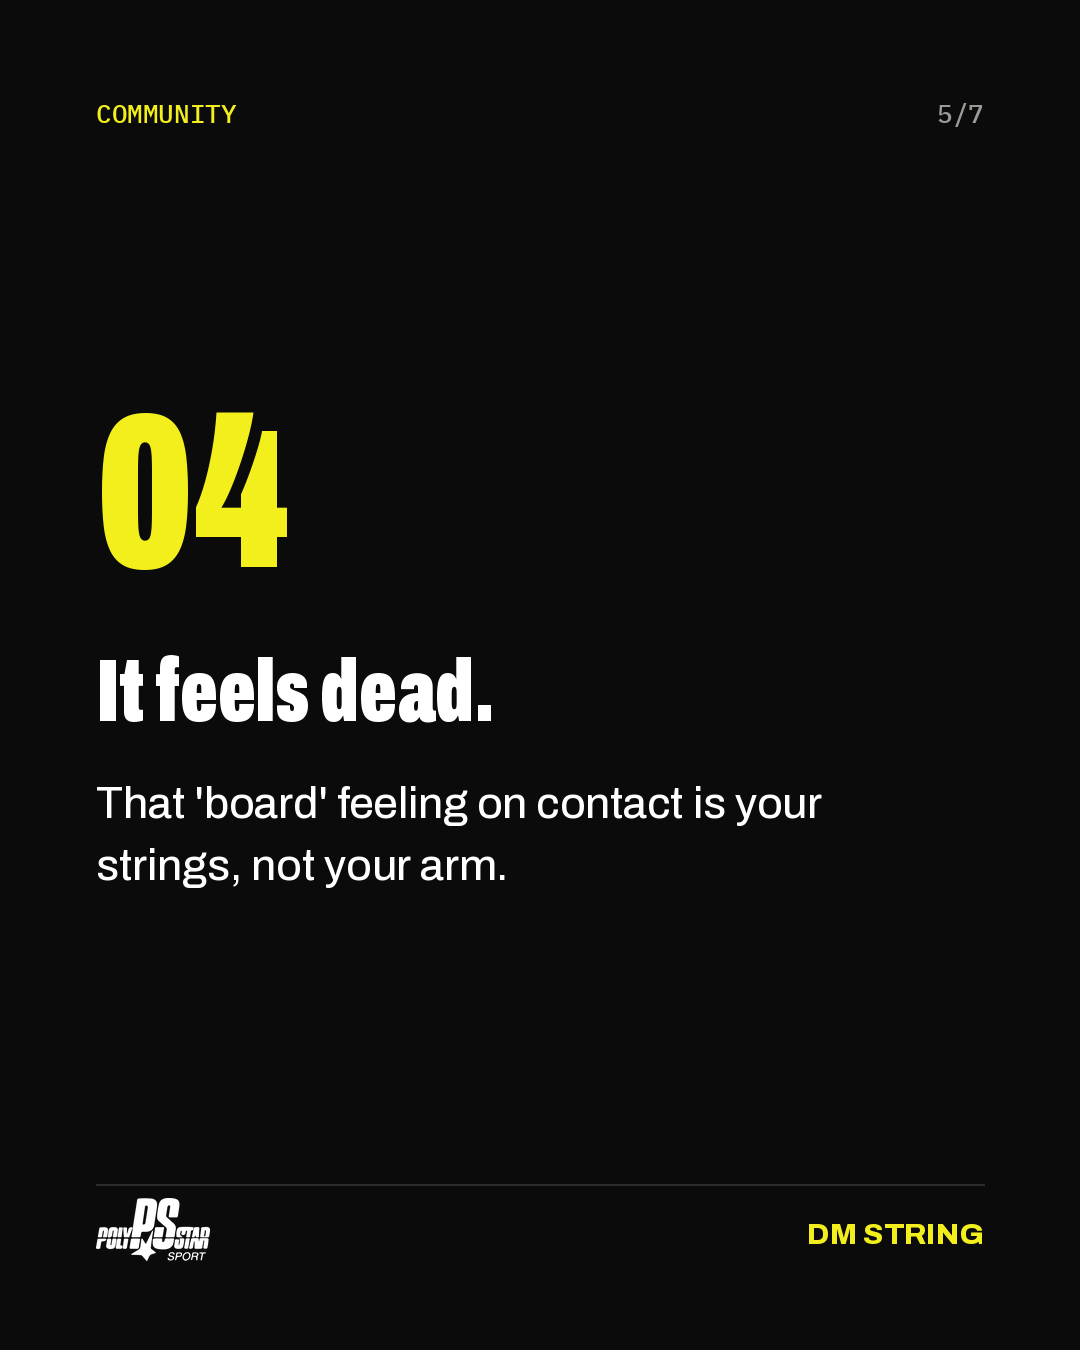 COMMUNITY
5/7
04
It feels dead.
That 'board' feeling on contact is your
strings, not your arm.
POLY PS STAR
SPORT
DM STRING